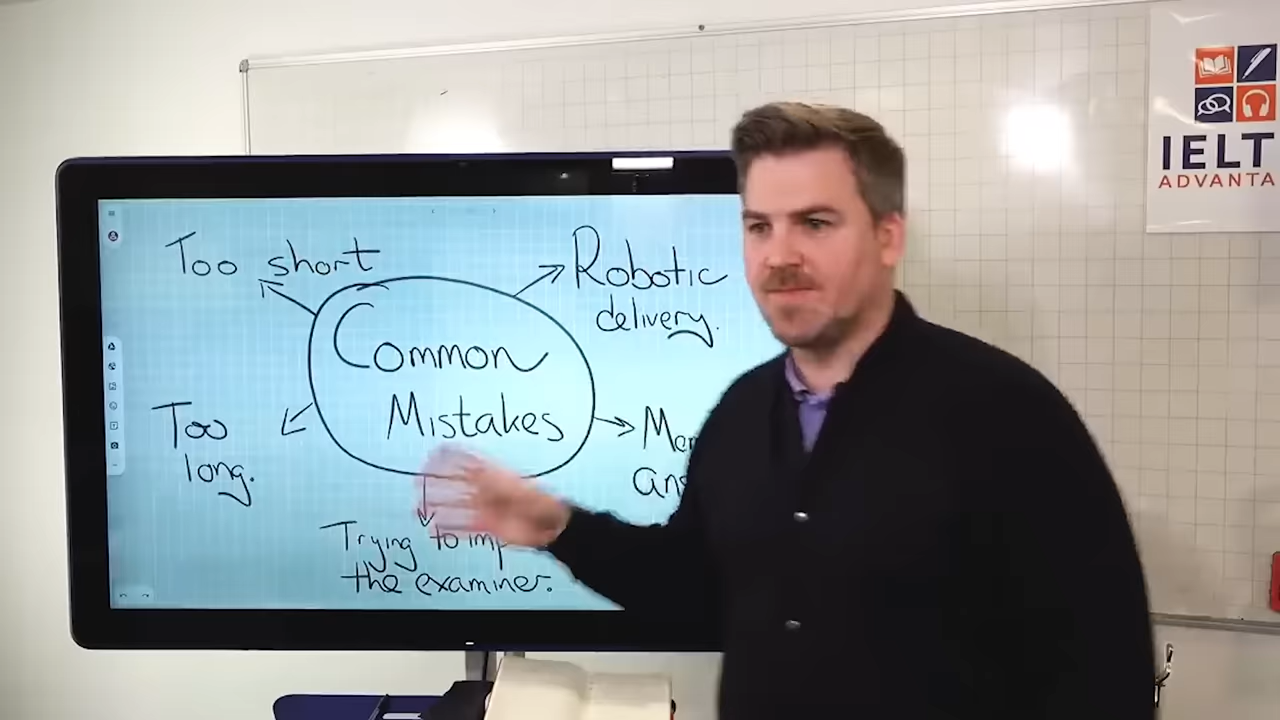 Too short
Robotic
delivery.
Common
Mistakes
Too
long.
Trying to
the examiner.
IELT
ADVANTA